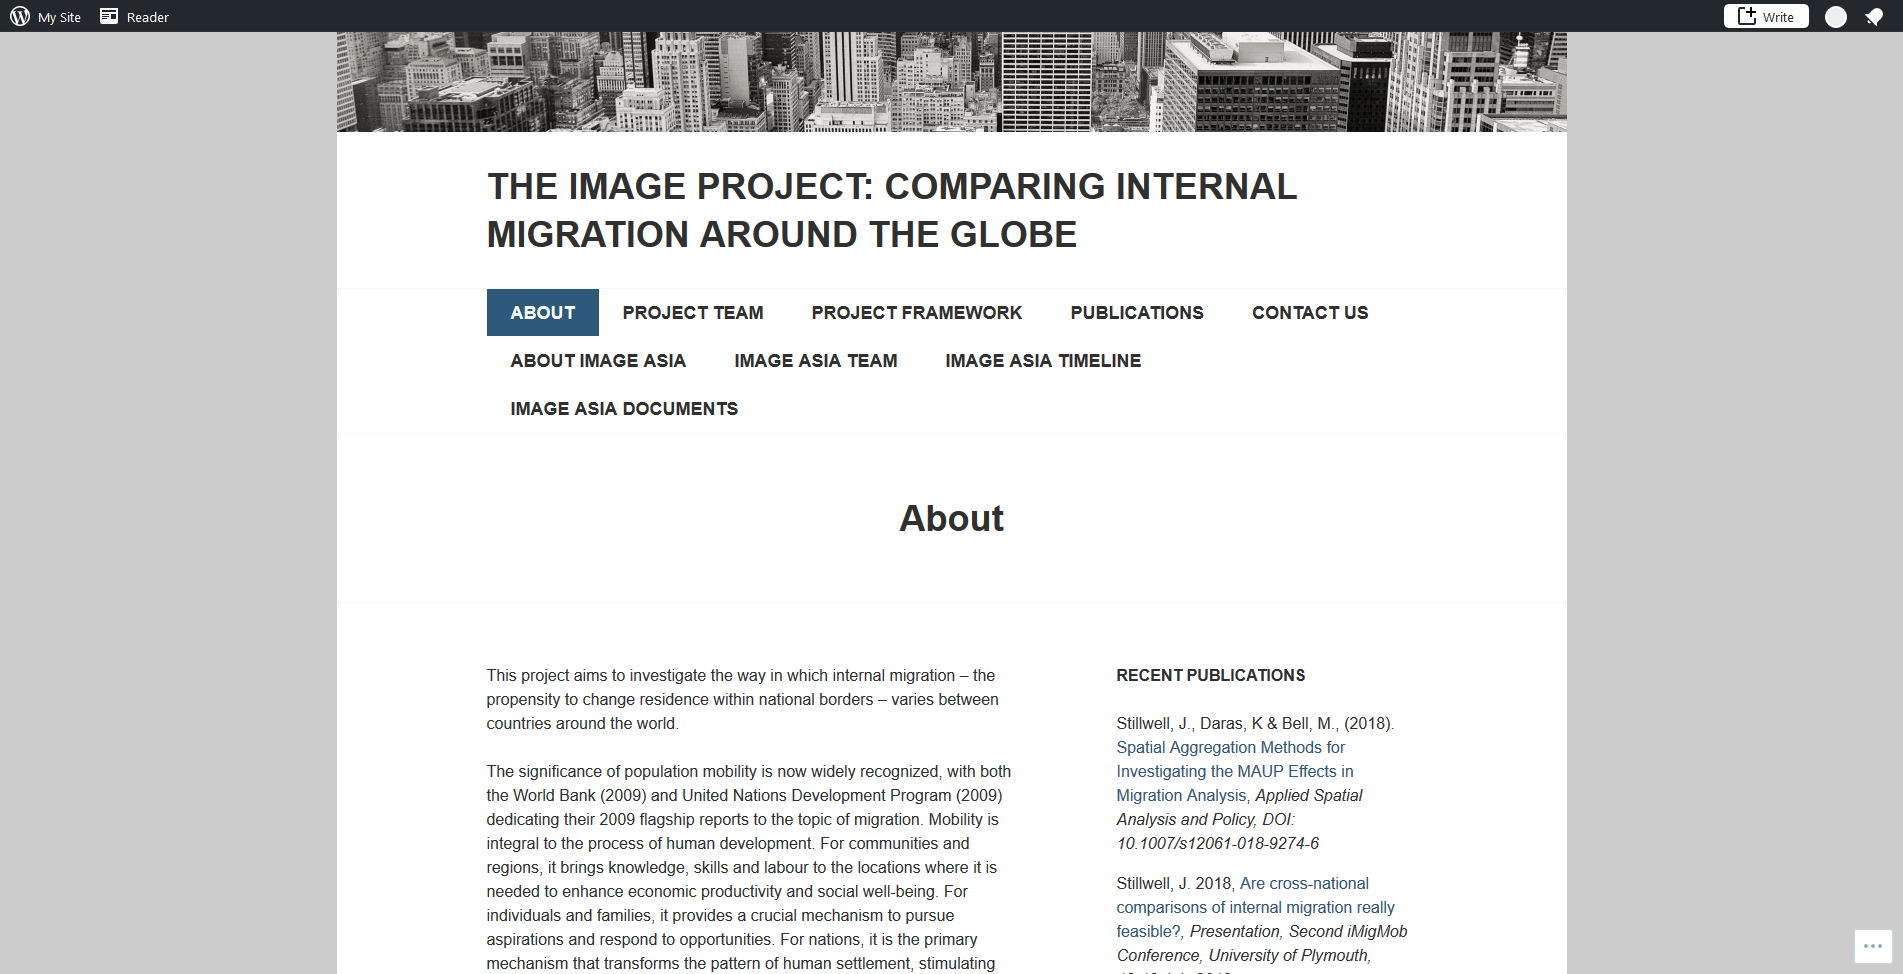 My Site Reader Write
THE IMAGE PROJECT: COMPARING INTERNAL
MIGRATION AROUND THE GLOBE
ABOUT PROJECT TEAM PROJECT FRAMEWORK PUBLICATIONS CONTACT US
ABOUT IMAGE ASIA IMAGE ASIA TEAM IMAGE ASIA TIMELINE
IMAGE ASIA DOCUMENTS
About
This project aims to investigate the way in which internal migration – the
propensity to change residence within national borders – varies between
countries around the world.
The significance of population mobility is now widely recognized, with both
the World Bank (2009) and United Nations Development Program (2009)
dedicating their 2009 flagship reports to the topic of migration. Mobility is
integral to the process of human development. For communities and
regions, it brings knowledge, skills and labour to the locations where it is
needed to enhance economic productivity and social well-being. For
individuals and families, it provides a crucial mechanism to pursue
aspirations and respond to opportunities. For nations, it is the primary
mechanism that transforms the pattern of human settlement, stimulating
RECENT PUBLICATIONS
Stillwell, J., Daras, K & Bell, M., (2018).
Spatial Aggregation Methods for
Investigating the MAUP Effects in
Migration Analysis, Applied Spatial
Analysis and Policy, DOI:
10.1007/s12061-018-9274-6
Stillwell, J. 2018, Are cross-national
comparisons of internal migration really
feasible?, Presentation, Second iMigMob
Conference, University of Plymouth,